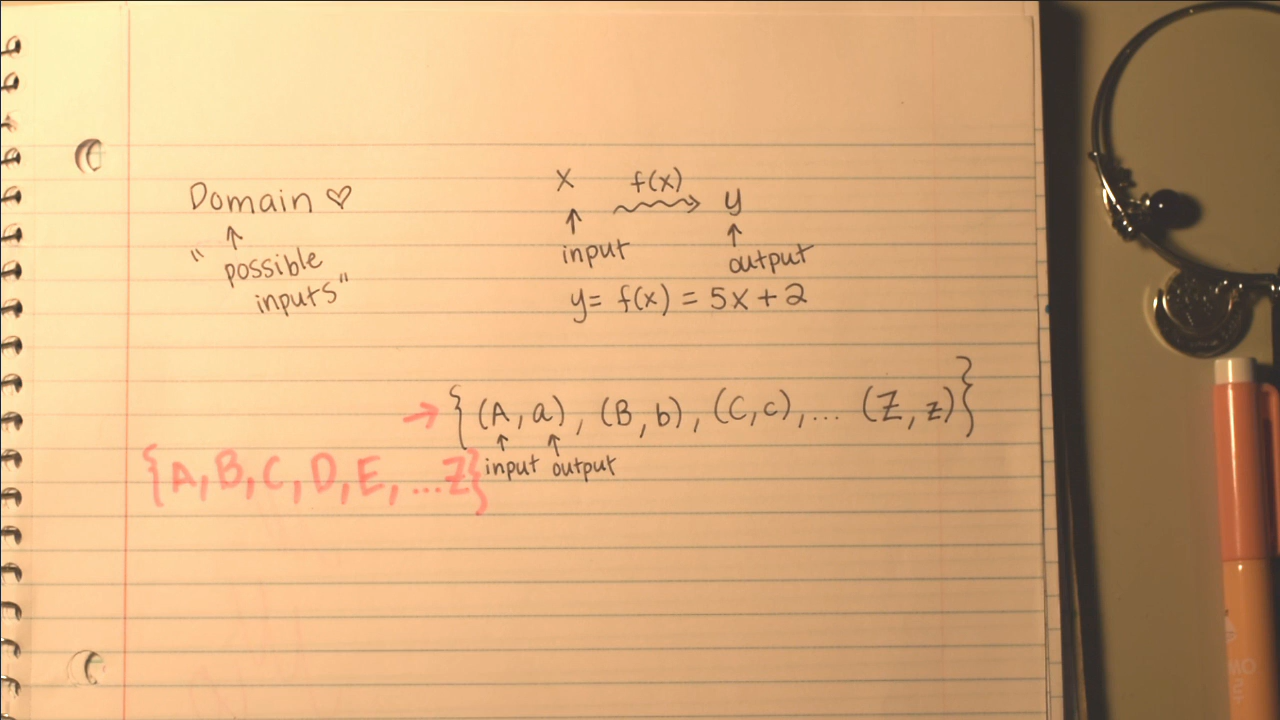 Domain ♡
↑
"possible
inputs"
x f(x) y
↑ ↑
input output
y = f(x) = 5x + 2
→ {(A, a), (B, b), (C, c), ... (Z, z)}
↑ ↑
input output
{A, B, C, D, E, ... Z}